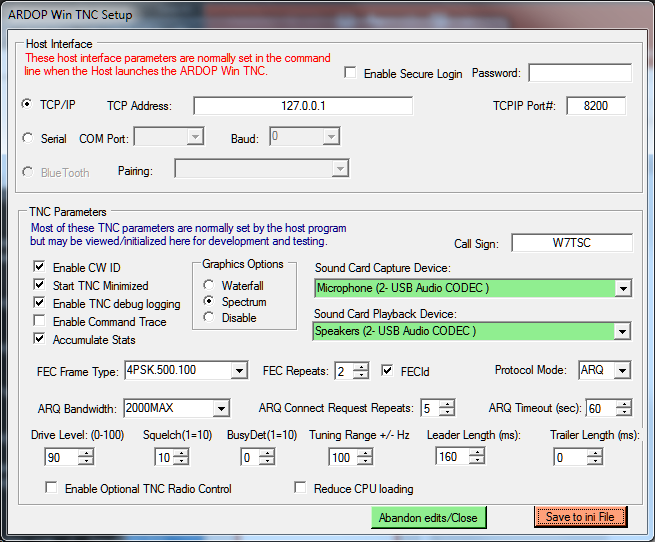 ARDOP Win TNC Setup
Host Interface
These host interface parameters are normally set in the command
line when the Host launches the ARDOP Win TNC.
Enable Secure Login Password:
TCP/IP TCP Address: 127.0.0.1 TCPIP Port#: 8200
Serial COM Port: Baud: 0
BlueTooth Pairing:
TNC Parameters
Most of these TNC parameters are normally set by the host program
but may be viewed/initialized here for development and testing.
Call Sign: W7TSC
Enable CW ID
Start TNC Minimized
Enable TNC debug logging
Enable Command Trace
Accumulate Stats
Graphics Options
Waterfall
Spectrum
Disable
Sound Card Capture Device:
Microphone (2- USB Audio CODEC )
Sound Card Playback Device:
Speakers (2- USB Audio CODEC )
FEC Frame Type: 4PSK.500.100 FEC Repeats: 2 FECId Protocol Mode: ARQ
ARQ Bandwidth: 2000MAX ARQ Connect Request Repeats: 5 ARQ Timeout (sec): 60
Drive Level: (0-100) Squelch(1=10) BusyDet(1=10) Tuning Range +/- Hz Leader Length (ms): Trailer Length (ms):
90 10 0 100 160 0
Enable Optional TNC Radio Control Reduce CPU loading
Abandon edits/Close Save to ini File